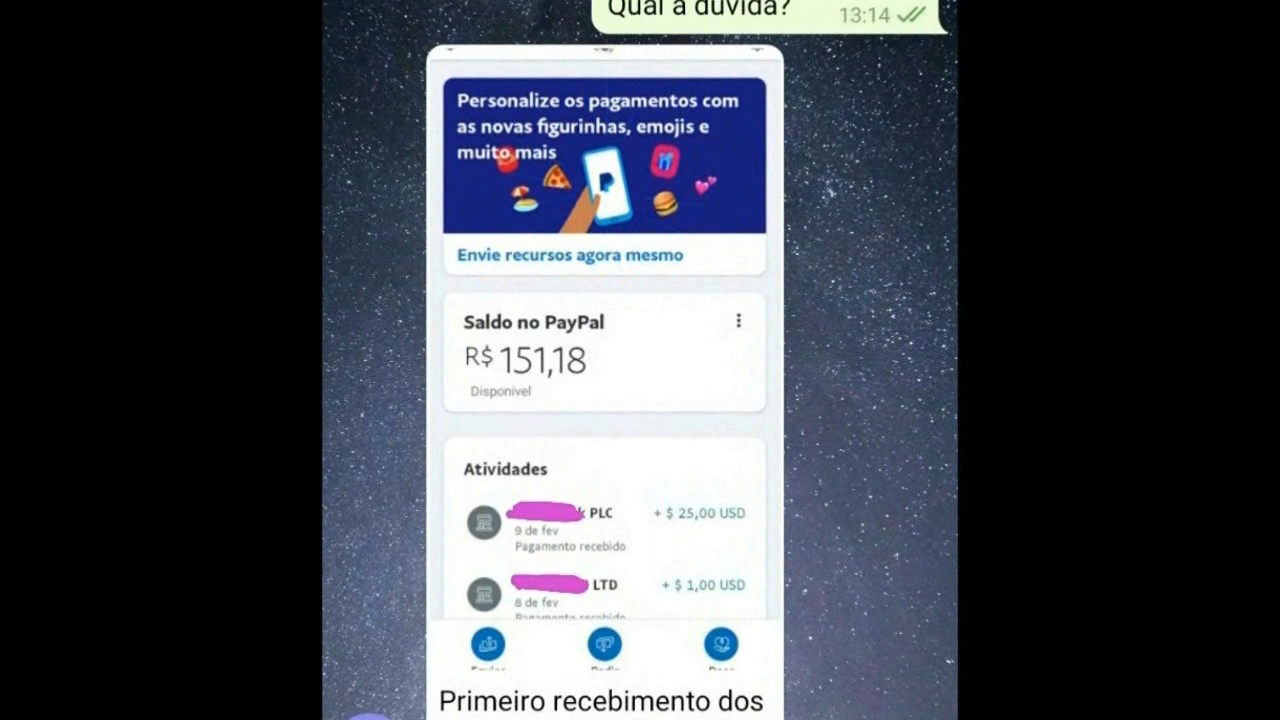 Qual a dúvida?
13:14
Personalize os pagamentos com
as novas figurinhas, emojis e
muito mais
Envie recursos agora mesmo
Saldo no PayPal
R$ 151,18
Disponível
Atividades
PLC + $ 25,00 USD
9 de fev
Pagamento recebido
LTD + $ 1,00 USD
8 de fev
Pagamento recebido
Primeiro recebimento dos